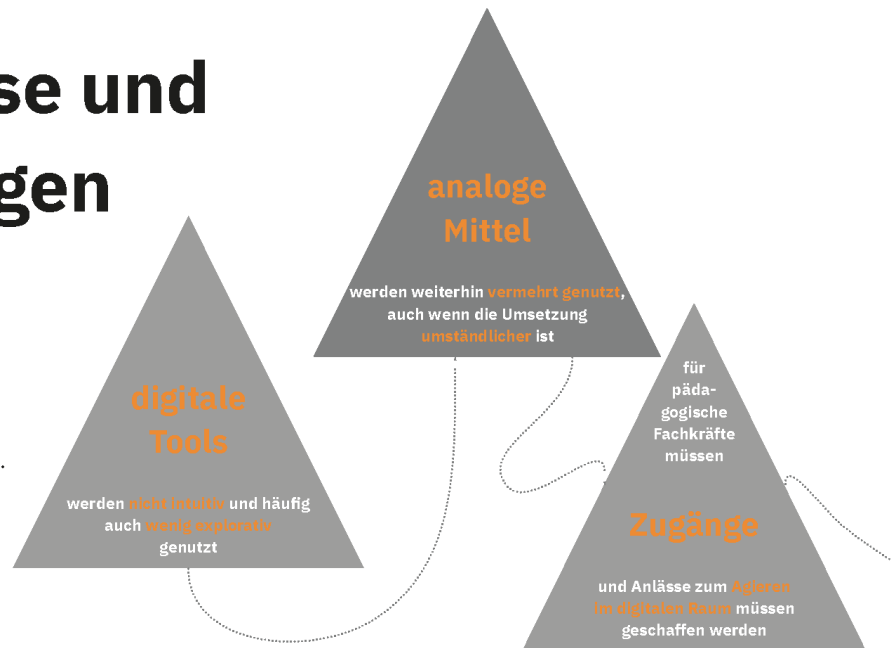 se und
gen
analoge
Mittel
werden weiterhin vermehrt genutzt,
auch wenn die Umsetzung
umständlicher ist
digitale
Tools
werden nicht intuitiv und häufig
auch wenig explorativ
genutzt
für
päda-
gogische
Fachkräfte
müssen
Zugänge
und Anlässe zum Agieren
im digitalen Raum müssen
geschaffen werden